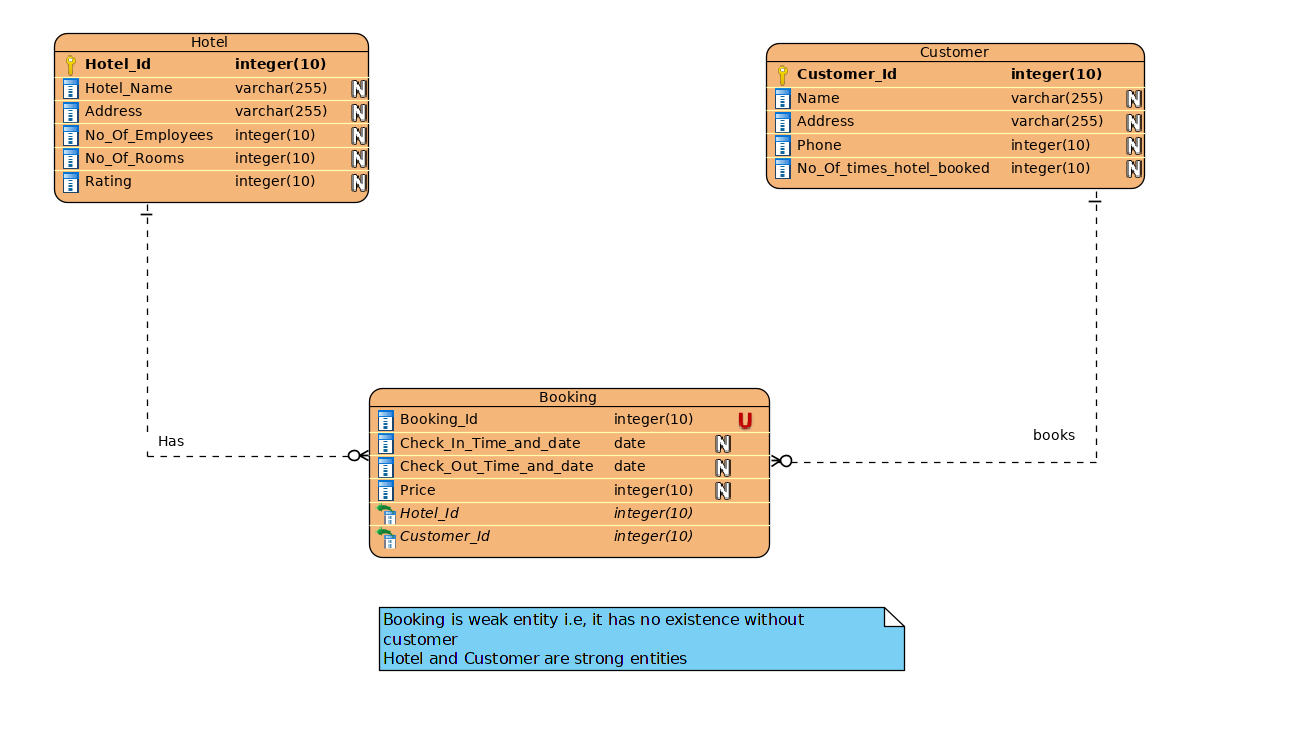 Hotel
Hotel_Id integer(10)
Hotel_Name varchar(255) N
Address varchar(255) N
No_Of_Employees integer(10) N
No_Of_Rooms integer(10) N
Rating integer(10) N
Customer
Customer_Id integer(10)
Name varchar(255) N
Address varchar(255) N
Phone integer(10) N
No_Of_times_hotel_booked integer(10) N
Has
books
Booking
Booking_Id integer(10) U
Check_In_Time_and_date date N
Check_Out_Time_and_date date N
Price integer(10) N
Hotel_Id integer(10)
Customer_Id integer(10)
Booking is weak entity i.e, it has no existence without
customer
Hotel and Customer are strong entities